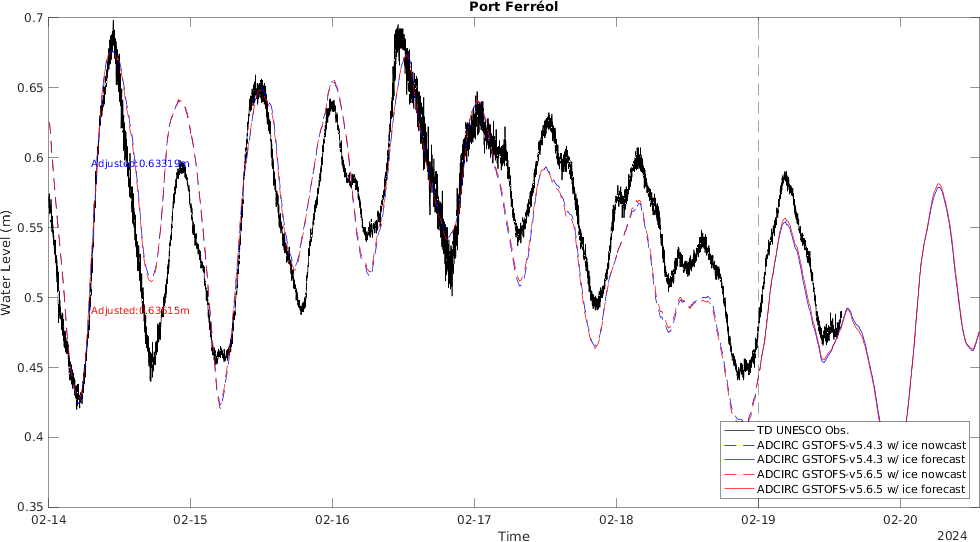 Port Ferréol
Water Level (m)
0.7
0.65
0.6
0.55
0.5
0.45
0.4
0.35
Adjusted:0.63319m
Adjusted:0.63615m
TD UNESCO Obs.
ADCIRC GSTOFS-v5.4.3 w/ ice nowcast
ADCIRC GSTOFS-v5.4.3 w/ ice forecast
ADCIRC GSTOFS-v5.6.5 w/ ice nowcast
ADCIRC GSTOFS-v5.6.5 w/ ice forecast
02-14 02-15 02-16 02-17 02-18 02-19 02-20
Time
2024